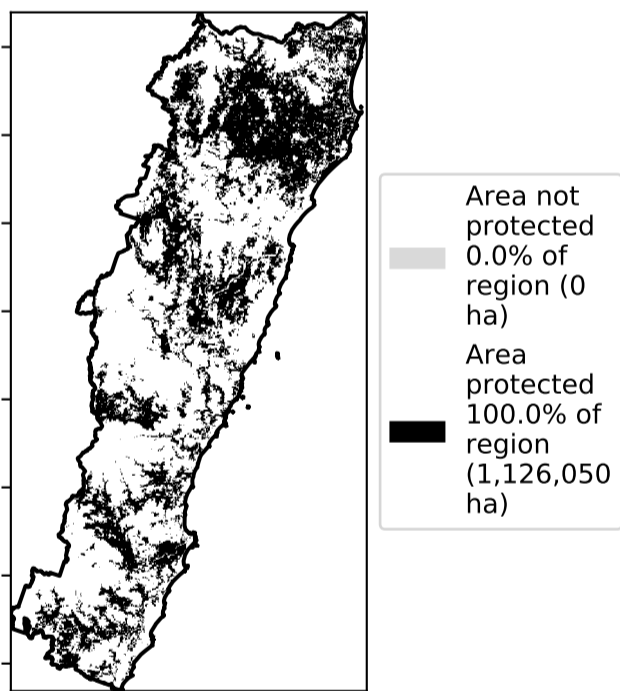 Area not
protected
0.0% of
region (0
ha)
Area
protected
100.0% of
region
(1,126,050
ha)